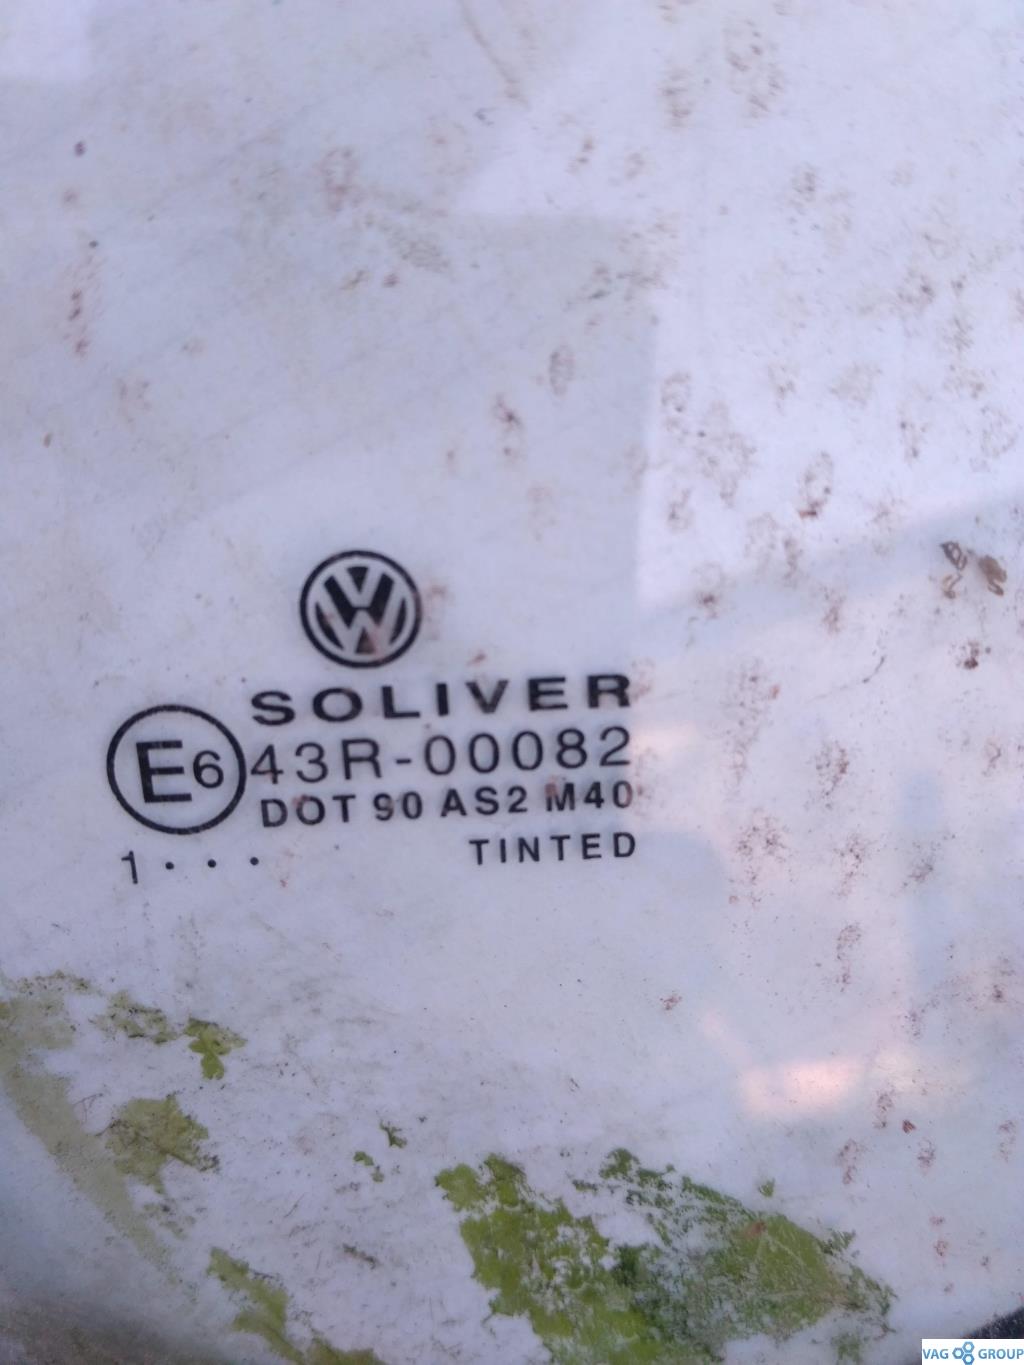 SOLIVER
E6 43R-00082
DOT 90 AS2 M40
1··· TINTED
VAG GROUP